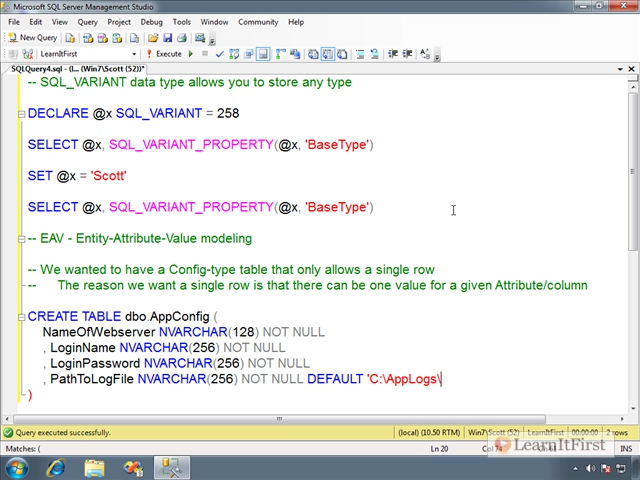 Microsoft SQL Server Management Studio
File Edit View Query Project Debug Tools Window Community Help
New Query
LearnItFirst Execute
SQLQuery4.sql - (l... (Win7\Scott (52))*
-- SQL_VARIANT data type allows you to store any type
DECLARE @x SQL_VARIANT = 258
SELECT @x, SQL_VARIANT_PROPERTY(@x, 'BaseType')
SET @x = 'Scott'
SELECT @x, SQL_VARIANT_PROPERTY(@x, 'BaseType')
-- EAV - Entity-Attribute-Value modeling
-- We wanted to have a Config-type table that only allows a single row
-- The reason we want a single row is that there can be one value for a given Attribute/column
CREATE TABLE dbo.AppConfig (
NameOfWebserver NVARCHAR(128) NOT NULL
, LoginName NVARCHAR(256) NOT NULL
, LoginPassword NVARCHAR(256) NOT NULL
, PathToLogFile NVARCHAR(256) NOT NULL DEFAULT 'C:\AppLogs\
)
Query executed successfully. (local) (10.50 RTM) Win7\Scott (52) LearnItFirst 00:00:00 2 rows
Matches: ( Ln 20 Col 74 INS
LearnItFirst